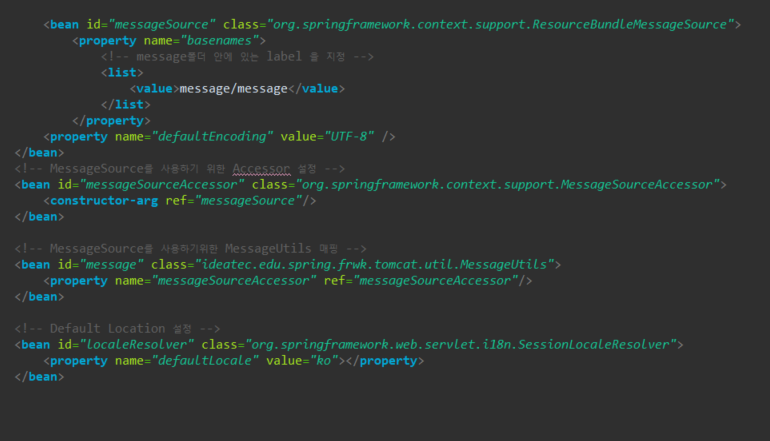 <bean id="messageSource" class="org.springframework.context.support.ResourceBundleMessageSource">
<property name="basenames">
<!-- message폴더 안에 있는 label 을 지정 -->
<list>
<value>message/message</value>
</list>
</property>
<property name="defaultEncoding" value="UTF-8" />
</bean>
<!-- MessageSource를 사용하기 위한 Accessor 설정 -->
<bean id="messageSourceAccessor" class="org.springframework.context.support.MessageSourceAccessor">
<constructor-arg ref="messageSource"/>
</bean>
<!-- MessageSource를 사용하기위한 MessageUtils 매핑 -->
<bean id="message" class="ideatec.edu.spring.frwk.tomcat.util.MessageUtils">
<property name="messageSourceAccessor" ref="messageSourceAccessor"/>
</bean>
<!-- Default Location 설정 -->
<bean id="localeResolver" class="org.springframework.web.servlet.i18n.SessionLocaleResolver">
<property name="defaultLocale" value="ko"></property>
</bean>